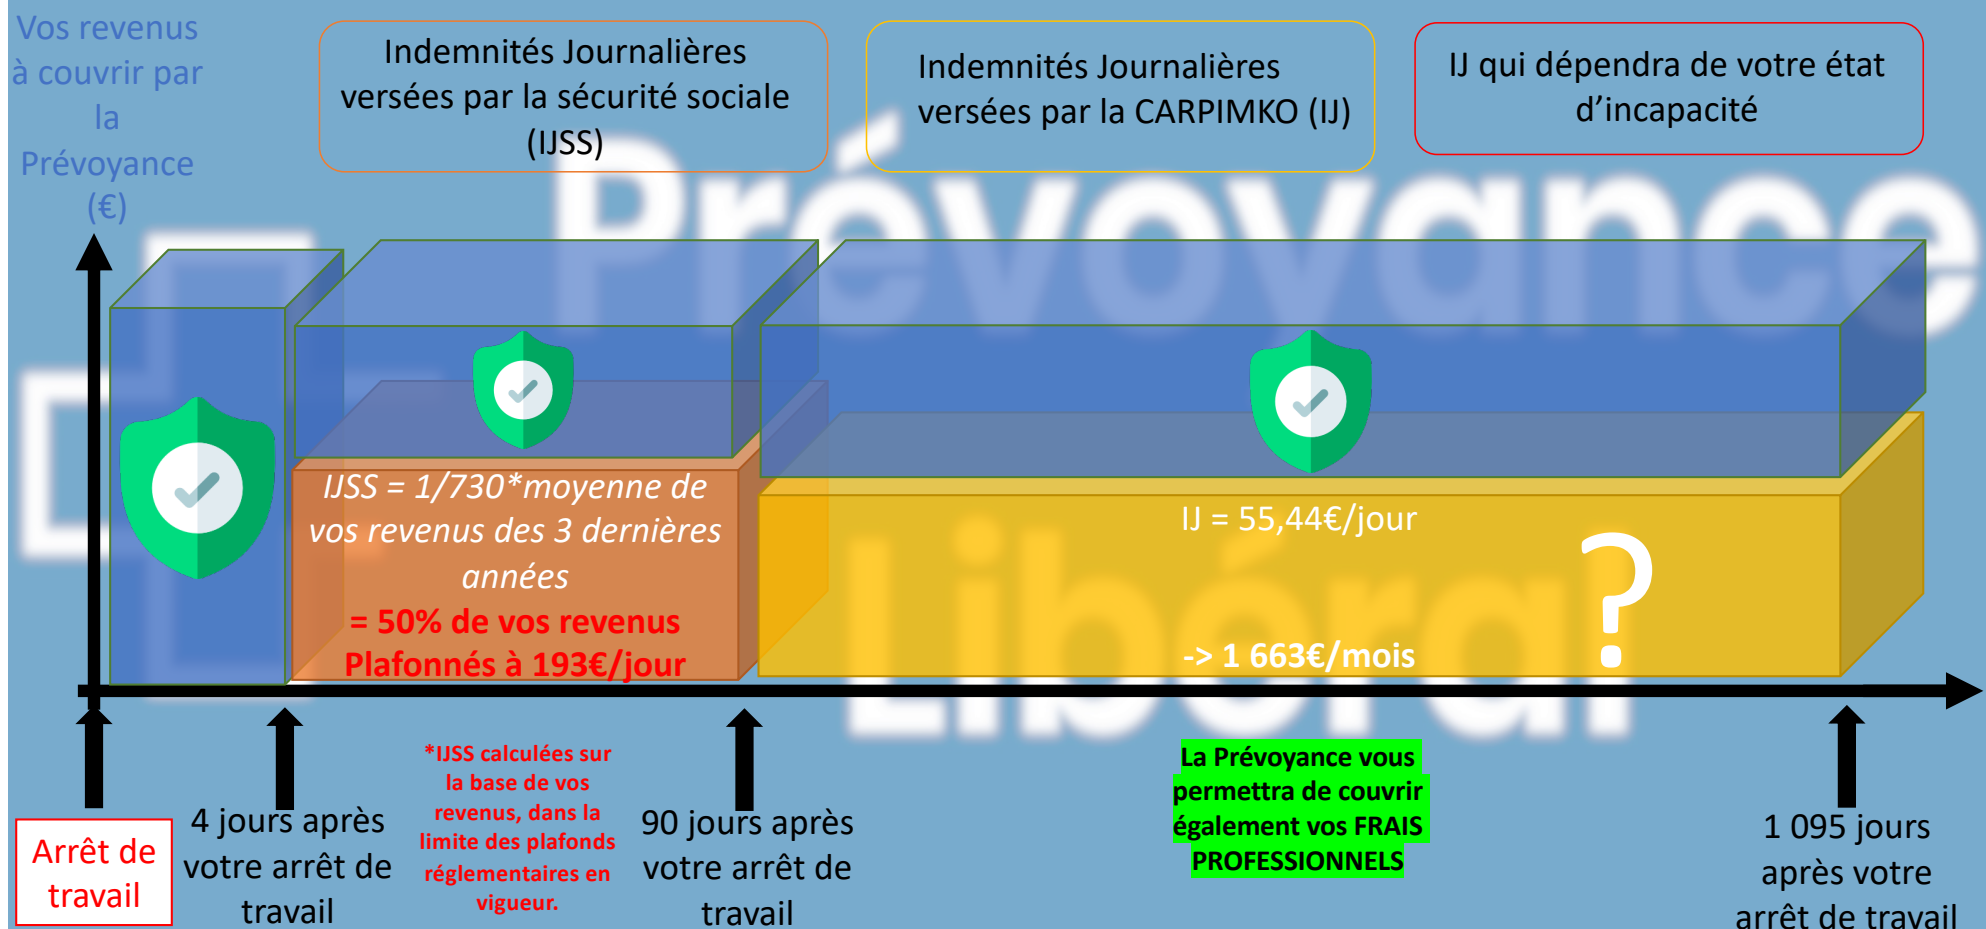 Vos revenus
à couvrir par
la
Prévoyance
(€)
Indemnités Journalières
versées par la sécurité sociale
(IJSS)
Indemnités Journalières
versées par la CARPIMKO (IJ)
IJ qui dépendra de votre état
d’incapacité
Prévoyance
Libéral
IJSS = 1/730*moyenne de
vos revenus des 3 dernières
années
= 50% de vos revenus
Plafonnés à 193€/jour
IJ = 55,44€/jour
?
-> 1 663€/mois
Arrêt de
travail
4 jours après
votre arrêt de
travail
*IJSS calculées sur
la base de vos
revenus, dans la
limite des plafonds
réglementaires en
vigueur.
90 jours après
votre arrêt de
travail
La Prévoyance vous
permettra de couvrir
également vos FRAIS
PROFESSIONNELS
1 095 jours
après votre
arrêt de travail